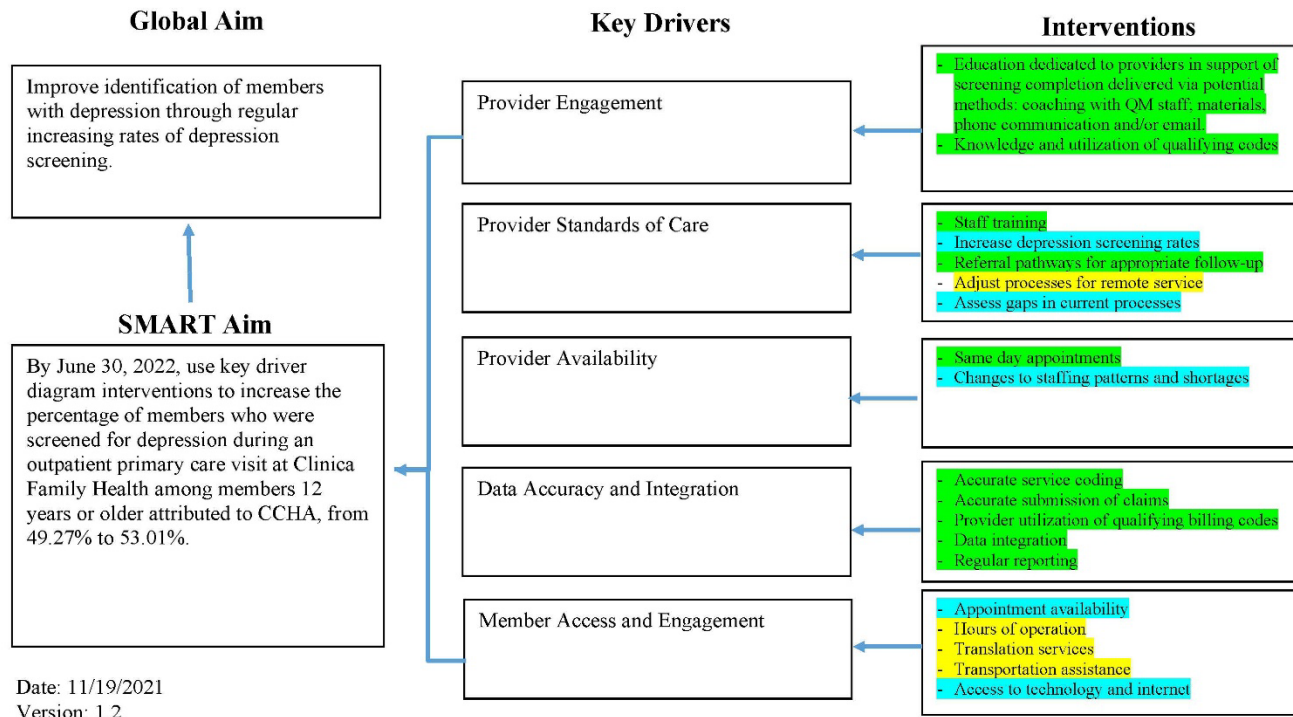 Global Aim
Improve identification of members
with depression through regular
increasing rates of depression
screening.
SMART Aim
By June 30, 2022, use key driver
diagram interventions to increase the
percentage of members who were
screened for depression during an
outpatient primary care visit at Clinica
Family Health among members 12
years or older attributed to CCHA, from
49.27% to 53.01%.
Date: 11/19/2021
Version: 1.2
Key Drivers
Provider Engagement
Provider Standards of Care
Provider Availability
Data Accuracy and Integration
Member Access and Engagement
Interventions
- Education dedicated to providers in support of
screening completion delivered via potential
methods: coaching with QM staff; materials,
phone communication and/or email.
- Knowledge and utilization of qualifying codes
- Staff training
- Increase depression screening rates
- Referral pathways for appropriate follow-up
- Adjust processes for remote service
- Assess gaps in current processes
- Same day appointments
- Changes to staffing patterns and shortages
- Accurate service coding
- Accurate submission of claims
- Provider utilization of qualifying billing codes
- Data integration
- Regular reporting
- Appointment availability
- Hours of operation
- Translation services
- Transportation assistance
- Access to technology and internet